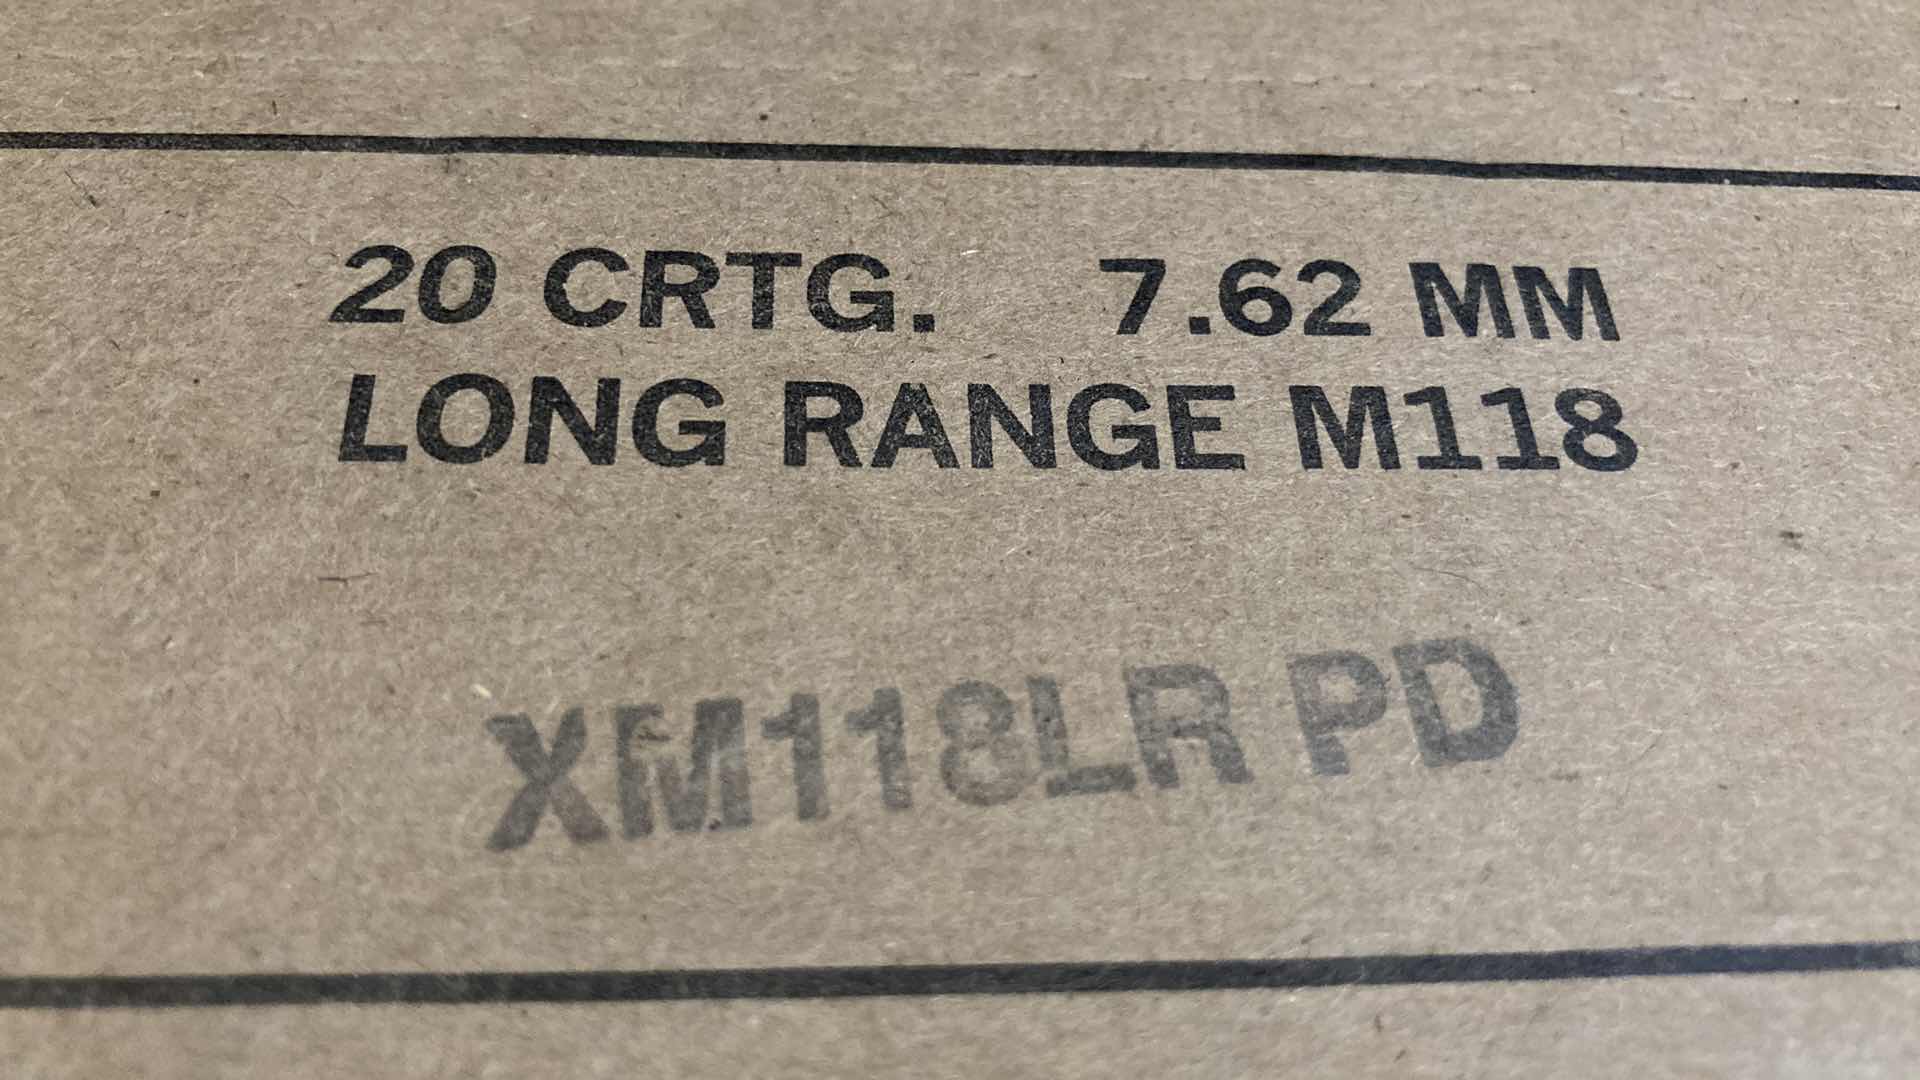 20 CRTG. 7.62 MM
LONG RANGE M118
XM118LR PD